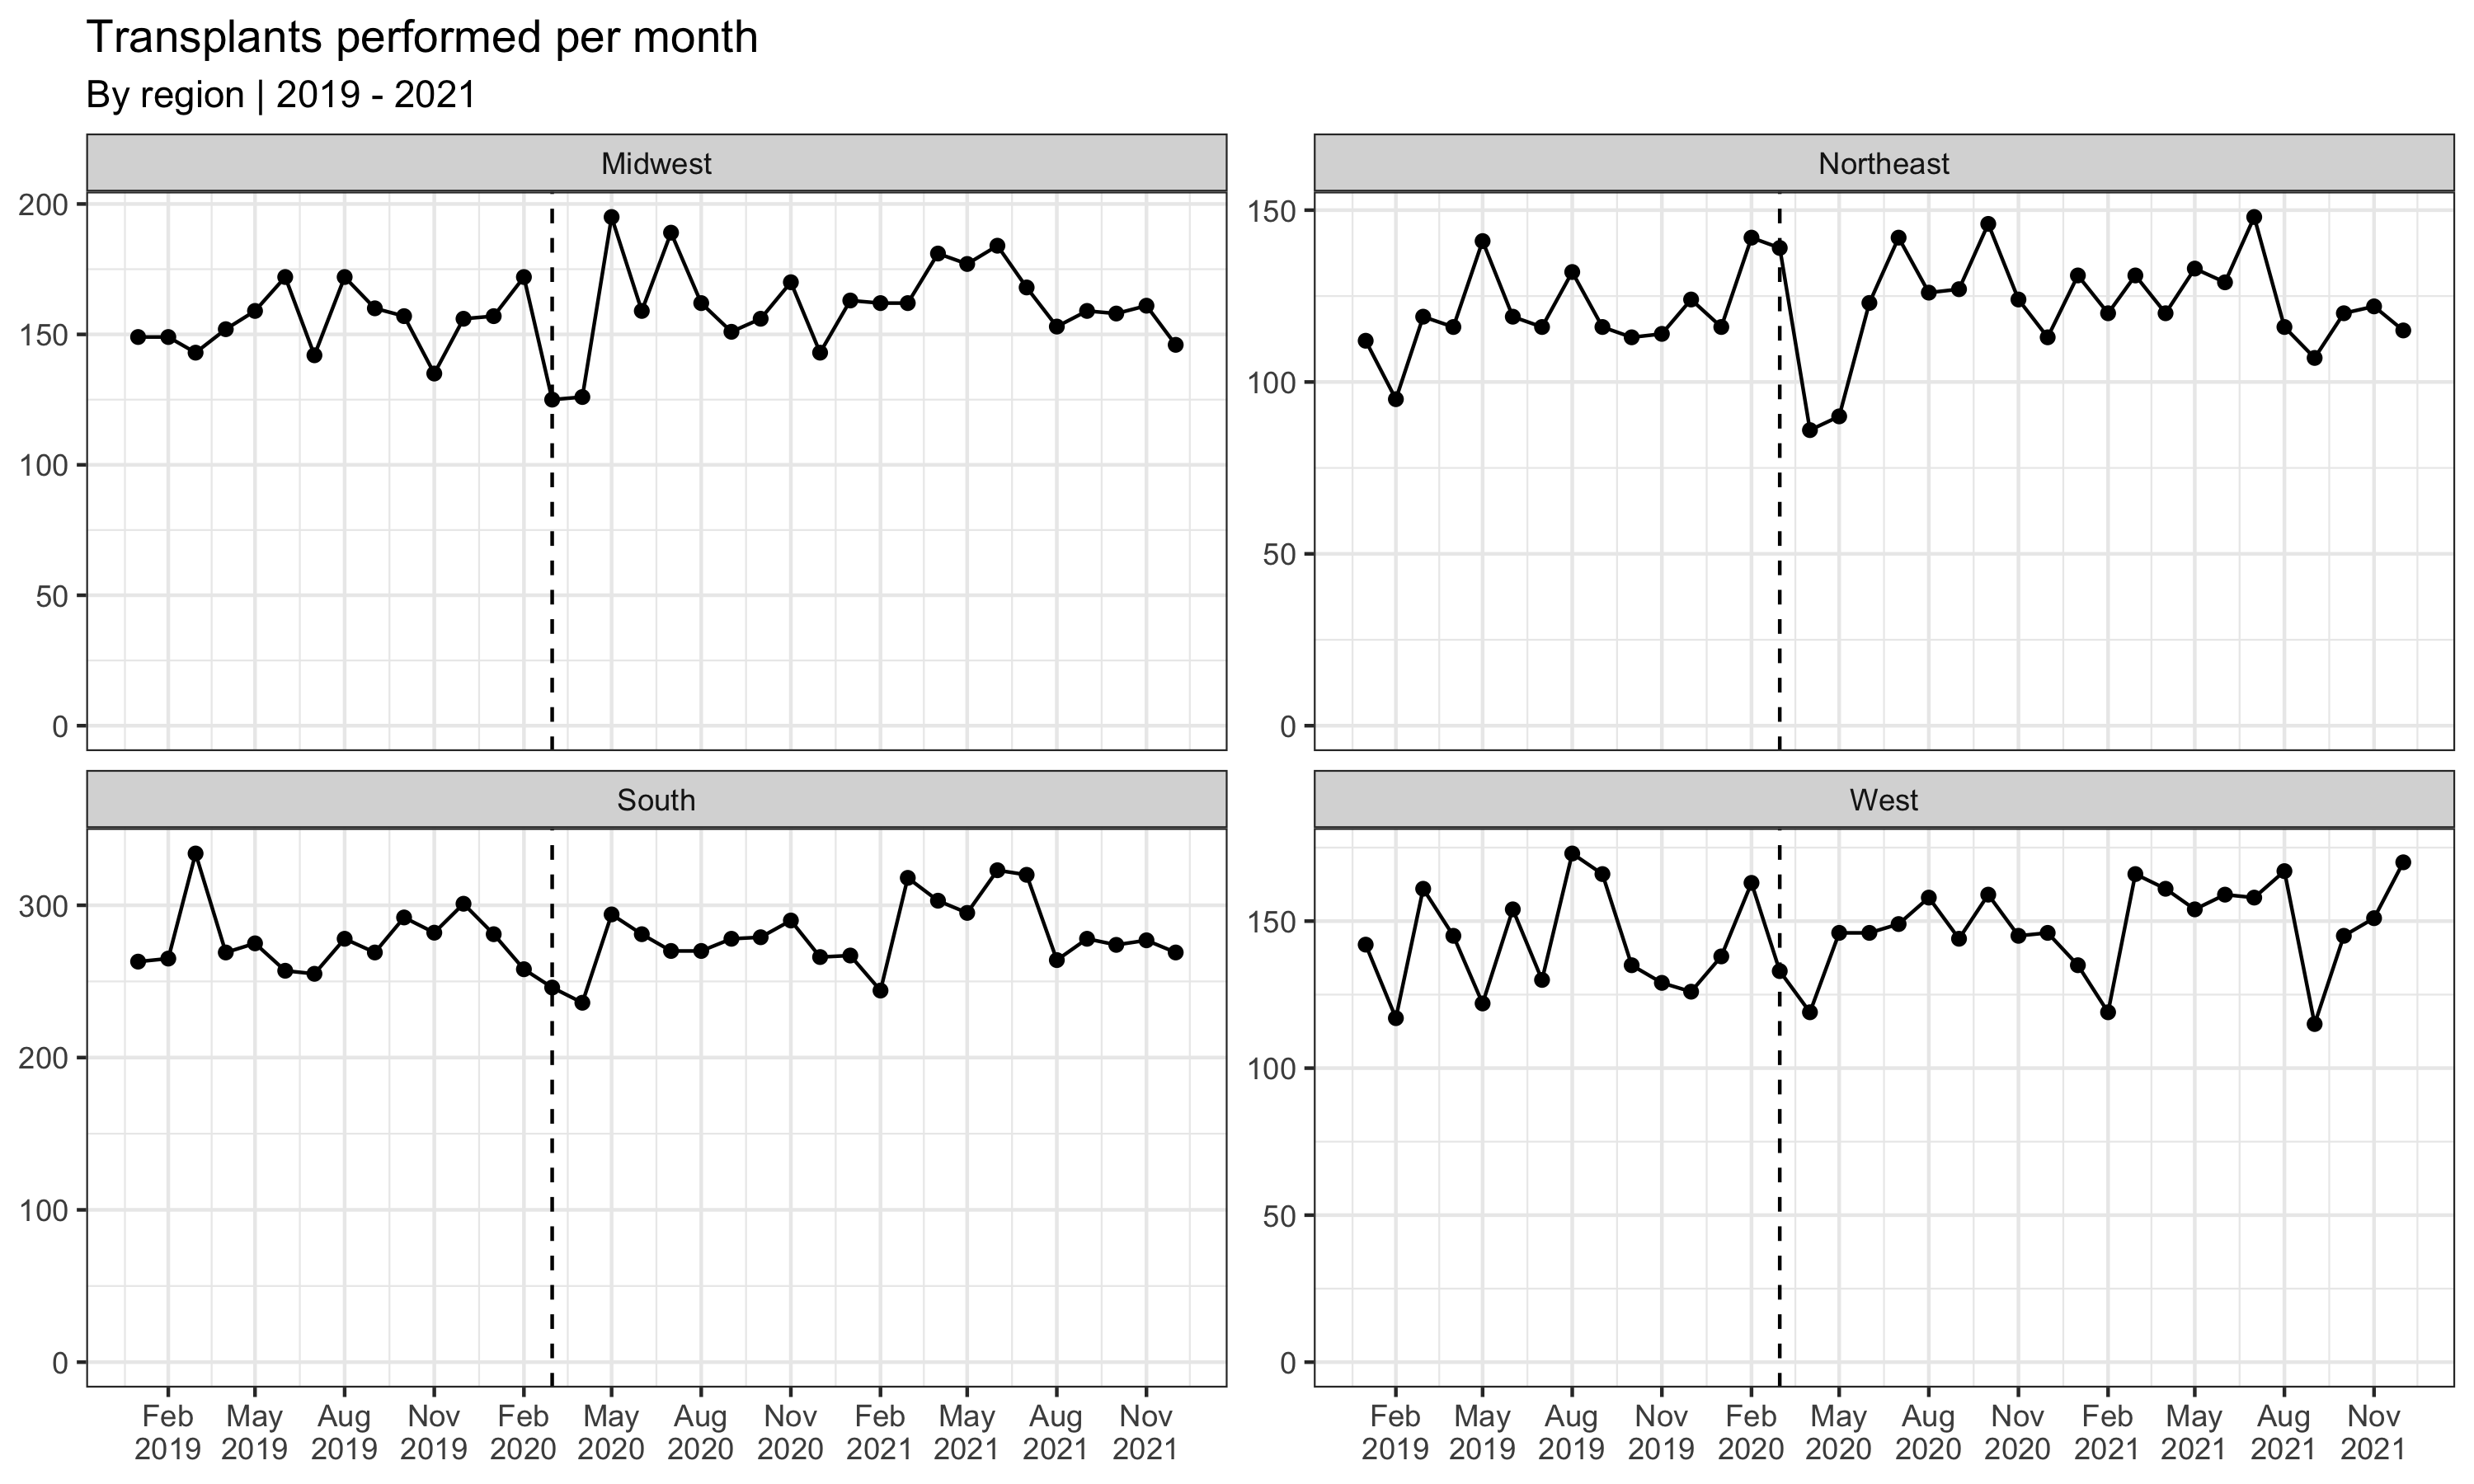 Transplants performed per month
By region | 2019 - 2021
Midwest
200
150
100
50
0
Northeast
150
100
50
0
South
300
200
100
0
Feb May Aug Nov Feb May Aug Nov Feb May Aug Nov
2019 2019 2019 2019 2020 2020 2020 2020 2021 2021 2021 2021
West
150
100
50
0
Feb May Aug Nov Feb May Aug Nov Feb May Aug Nov
2019 2019 2019 2019 2020 2020 2020 2020 2021 2021 2021 2021